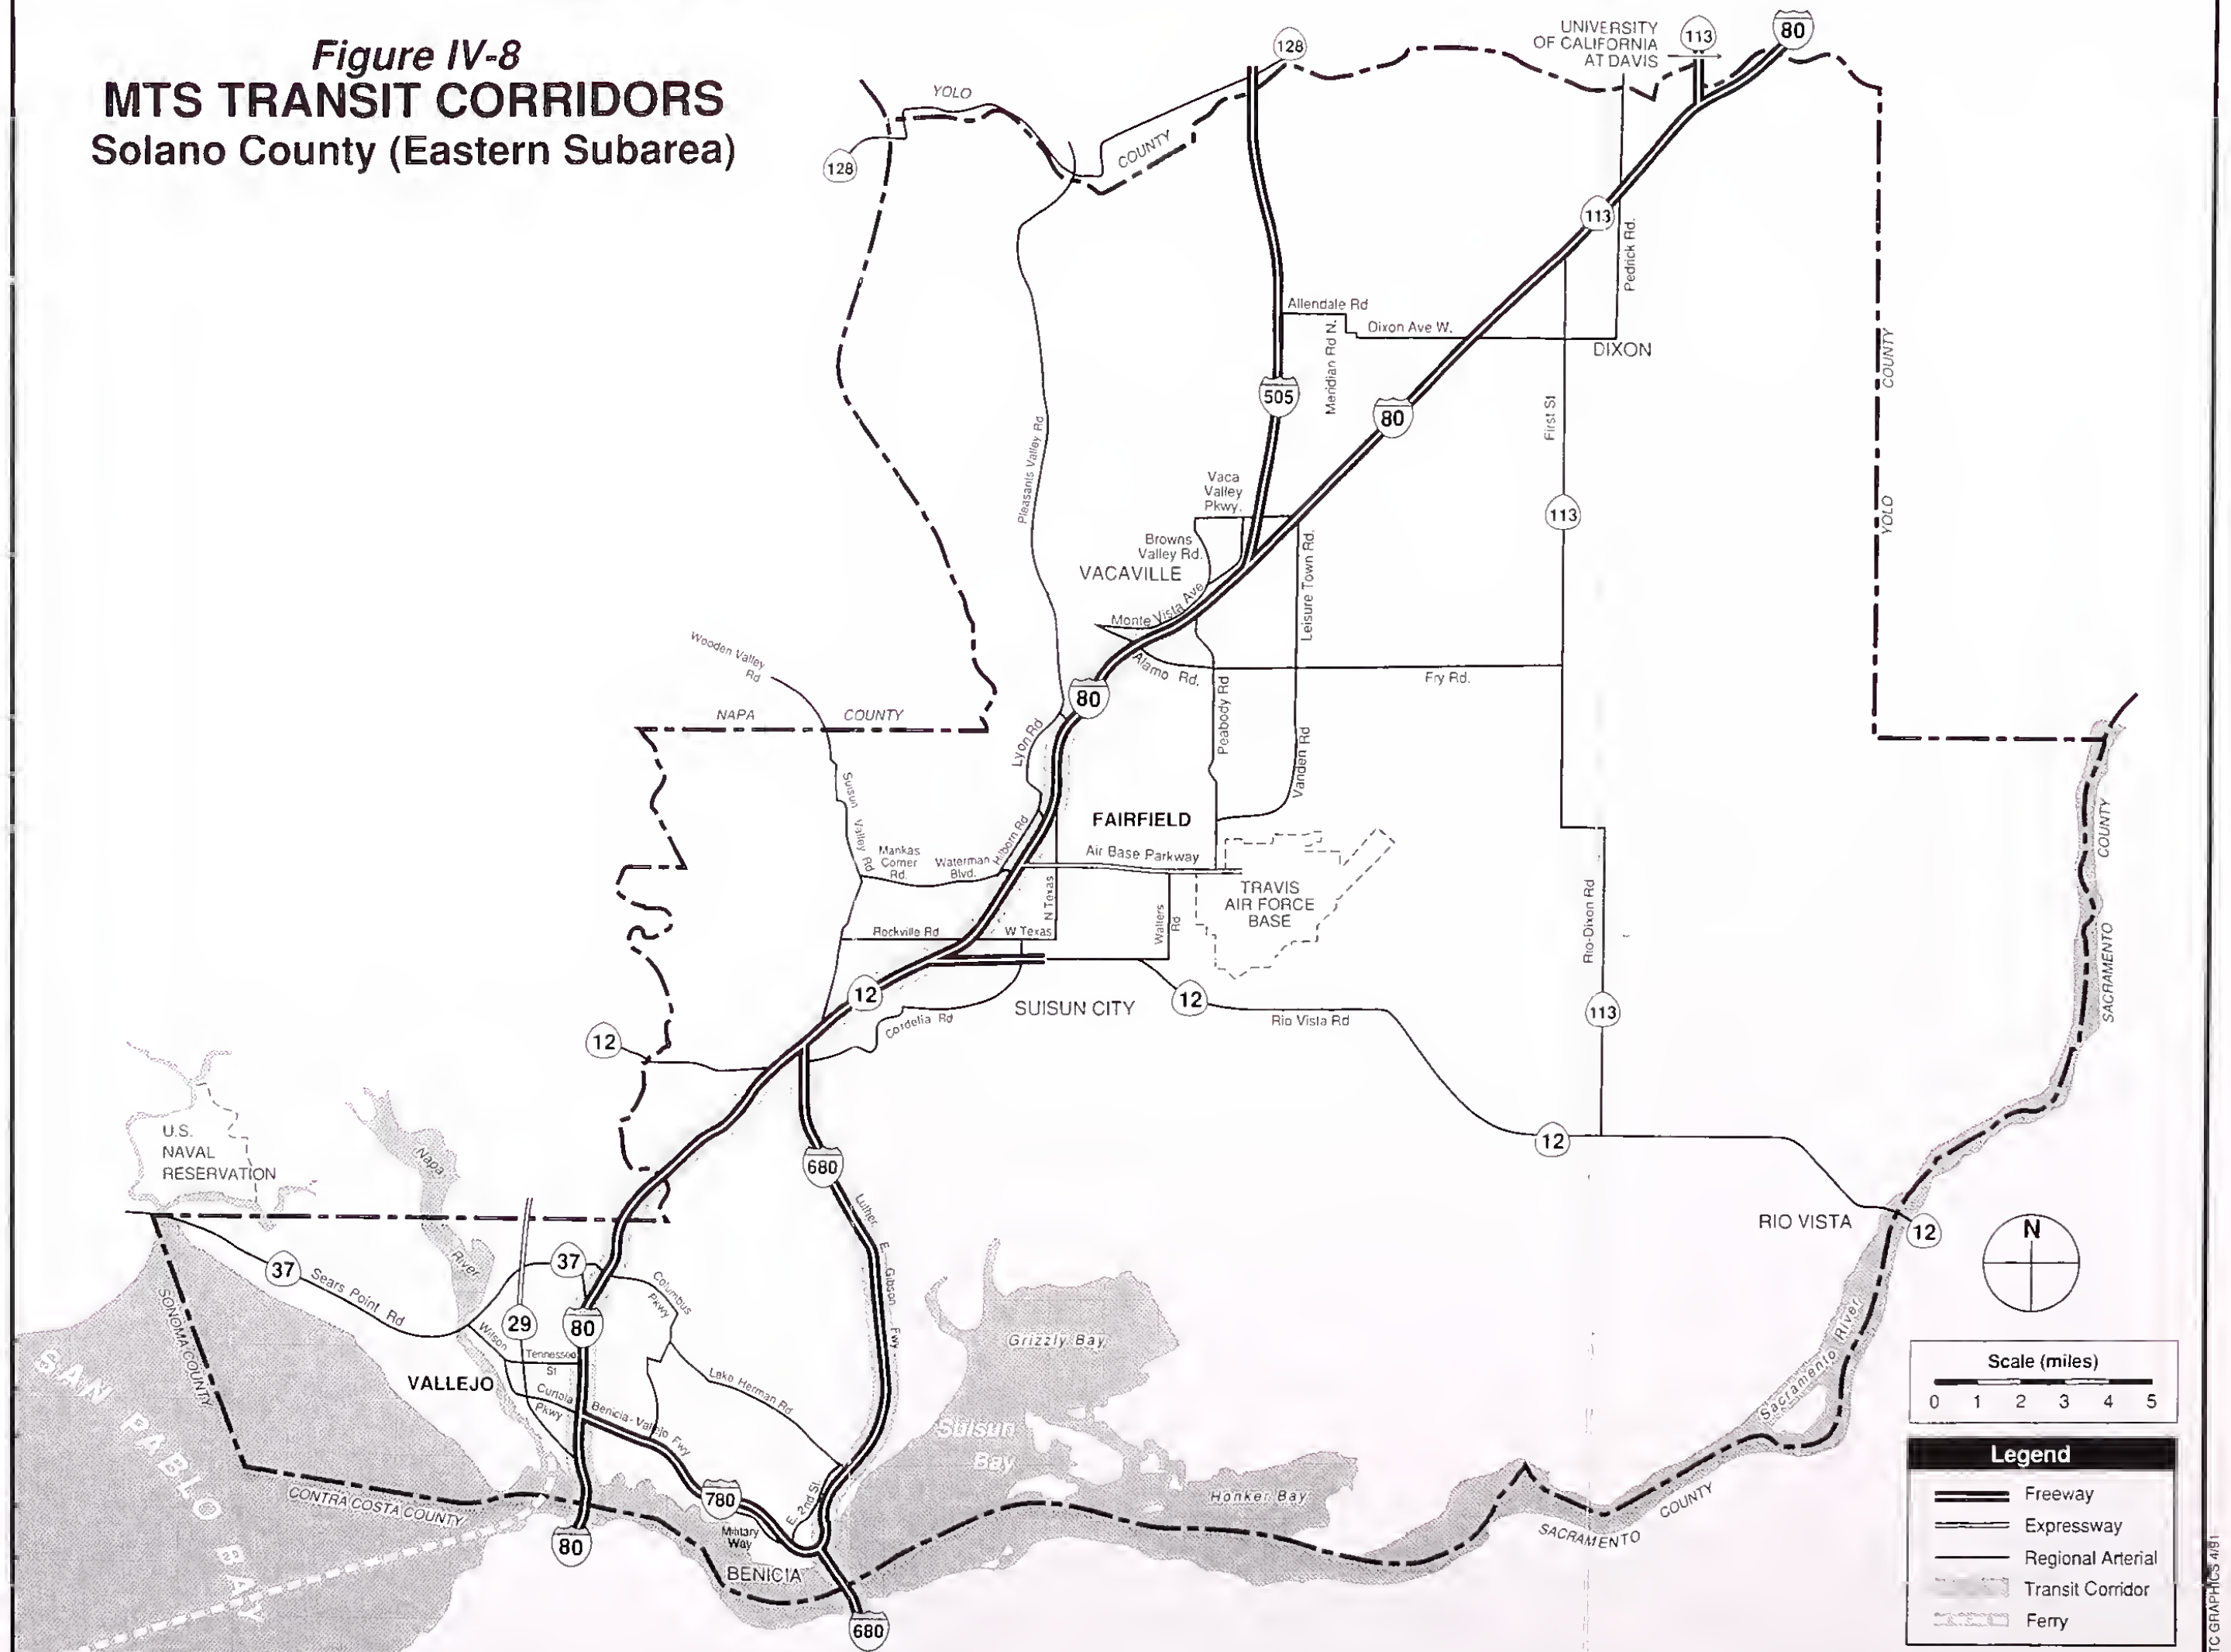 Figure IV-8
MTS TRANSIT CORRIDORS
Solano County (Eastern Subarea)
128
UNIVERSITY
OF CALIFORNIA
AT DAVIS
113
80
YOLO
COUNTY
128
113
Pedrick Rd.
Allendale Rd
Meridian Rd N.
Dixon Ave W.
DIXON
COUNTY
YOLO
505
80
First St
Pleasants Valley Rd
Vaca
Valley
Pkwy.
113
Browns
Valley Rd.
VACAVILLE
Leisure Town Rd.
Monte Vista Ave
Alamo Rd.
Fry Rd.
Wooden Valley
Rd
80
Peabody Rd
NAPA
COUNTY
Lyon Rd
Vanden Rd
Suisun Valley Rd
FAIRFIELD
COUNTY
SACRAMENTO
Hilborn Rd
Mankas
Corner
Rd.
Waterman
Blvd.
Air Base Parkway
N Texas
TRAVIS
AIR FORCE
BASE
Walters
Rd
Rio-Dixon Rd
Rockville Rd
W Texas
12
SUISUN CITY
12
Rio Vista Rd
113
Cordelia Rd
12
U.S.
NAVAL
RESERVATION
Napa
River
680
12
Luther E. Gibson Fwy
RIO VISTA
12
N
37
Sears Point Rd
37
Columbus
Pkwy
SONOMA COUNTY
29
80
Wilson
Tennessee
St
Grizzly Bay
Sacramento River
Scale (miles)
0 1 2 3 4 5
VALLEJO
Curtola
Pkwy
Benicia-Vallejo Fwy
Lake Herman Rd
SAN PABLO BAY
Suisun
Bay
Legend
Freeway
Expressway
Regional Arterial
Transit Corridor
Ferry
CONTRA COSTA COUNTY
780
E. 2nd St.
Honker Bay
SACRAMENTO
COUNTY
80
Military
Way
BENICIA
680
TC GRAPHICS 4/91